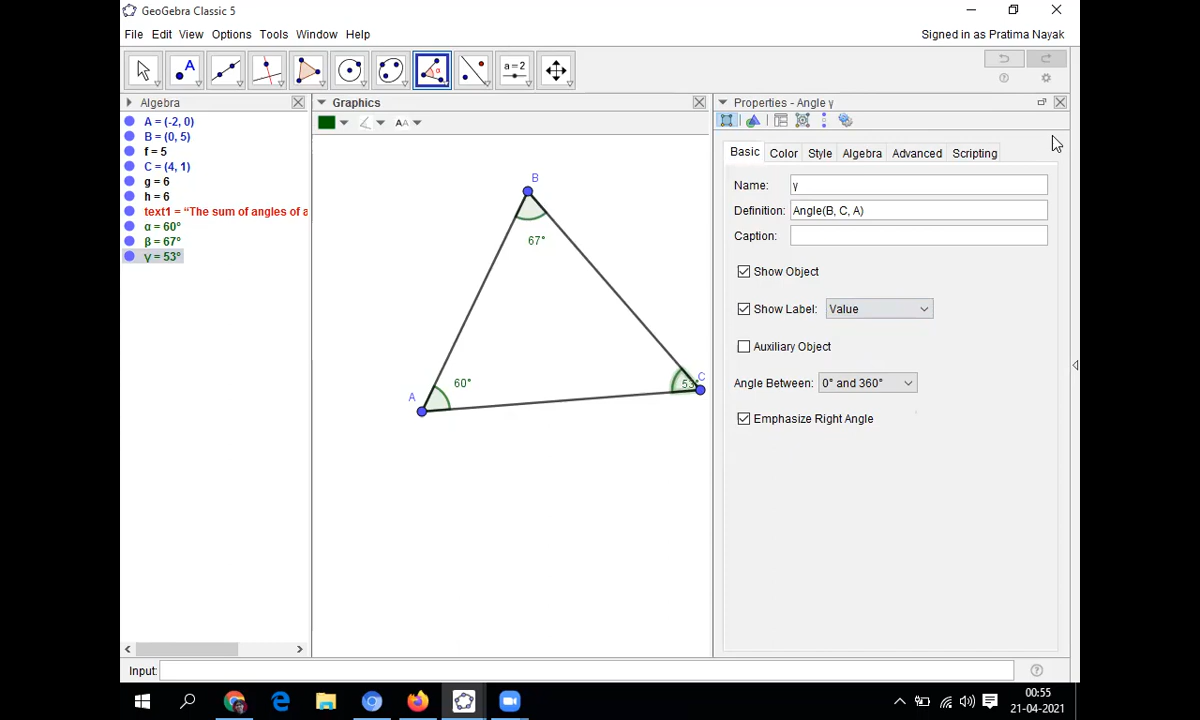 GeoGebra Classic 5
File Edit View Options Tools Window Help
Signed in as Pratima Nayak
A
α
a = 2
Algebra
Graphics
Properties - Angle γ
AA
A = (-2, 0)
B = (0, 5)
f = 5
C = (4, 1)
g = 6
h = 6
text1 = “The sum of angles of a
α = 60°
β = 67°
γ = 53°
B
67°
A
60°
53°
C
Basic Color Style Algebra Advanced Scripting
Name: γ
Definition: Angle(B, C, A)
Caption:
Show Object
Show Label: Value
Auxiliary Object
Angle Between: 0° and 360°
Emphasize Right Angle
Input:
00:55
21-04-2021